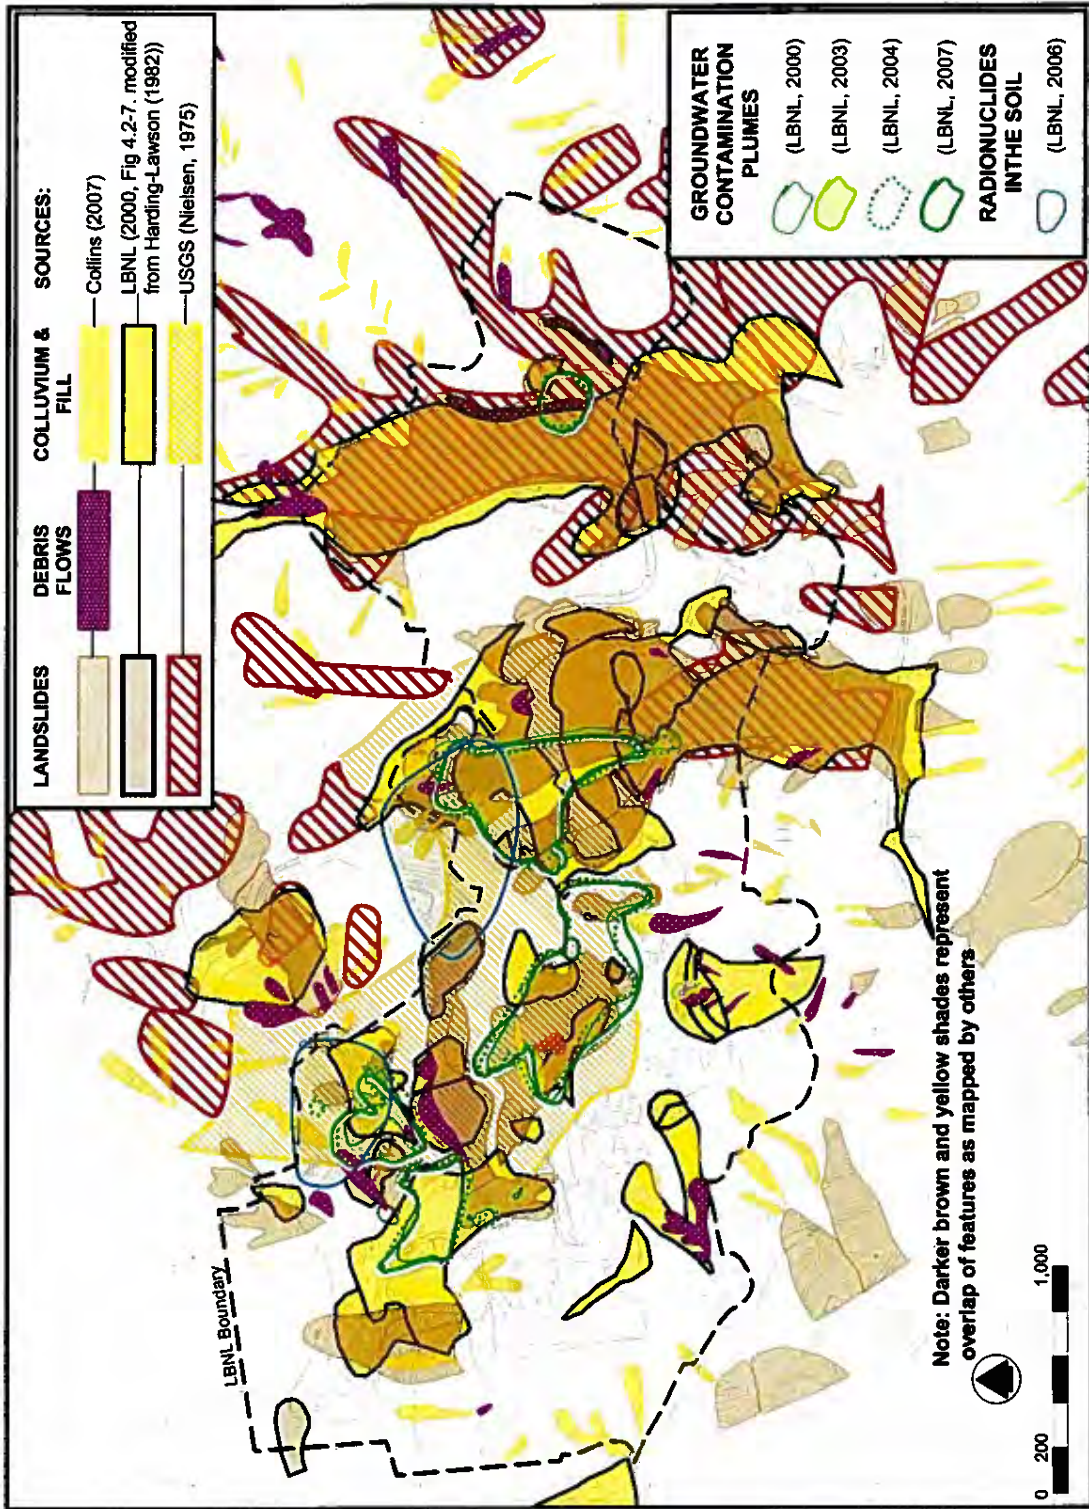 LANDSLIDES
DEBRIS
FLOWS
COLLUVIUM &
FILL
SOURCES:
Collins (2007)
LBNL (2000, Fig 4.2-7. modified
from Harding-Lawson (1982))
USGS (Nielsen, 1975)
LBNL Boundary
GROUNDWATER
CONTAMINATION
PLUMES
(LBNL, 2000)
(LBNL, 2003)
(LBNL, 2004)
(LBNL, 2007)
RADIONUCLIDES
INTHE SOIL
(LBNL, 2006)
Note: Darker brown and yellow shades represent
overlap of features as mapped by others
0 200 1,000